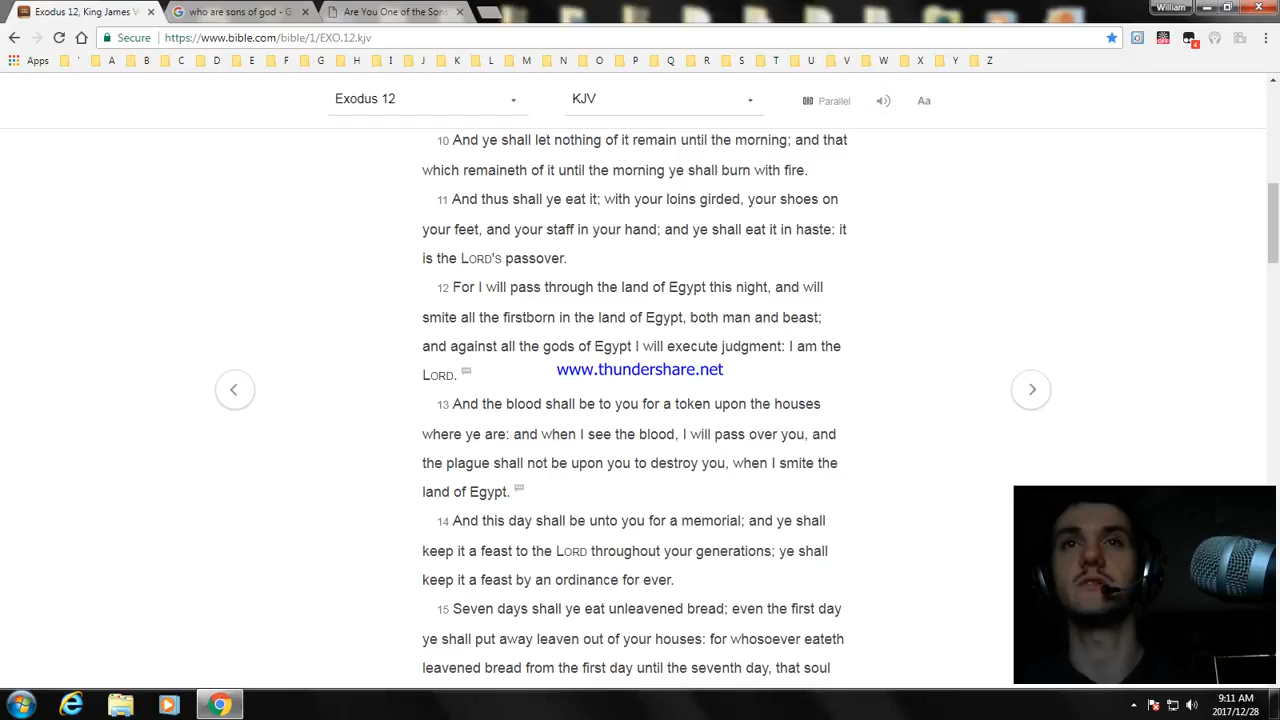 Exodus 12, King James V
who are sons of god - G
Are You One of the Sons
William
Secure
https://www.bible.com/bible/1/EXO.12.kjv
Apps ' A B C D E F G H I J K L M N O P Q R S T U V W X Y Z
Exodus 12
KJV
Parallel
Aa
10 And ye shall let nothing of it remain until the morning; and that
which remaineth of it until the morning ye shall burn with fire.
11 And thus shall ye eat it; with your loins girded, your shoes on
your feet, and your staff in your hand; and ye shall eat it in haste: it
is the LORD'S passover.
12 For I will pass through the land of Egypt this night, and will
smite all the firstborn in the land of Egypt, both man and beast;
and against all the gods of Egypt I will execute judgment: I am the
LORD.
www.thundershare.net
13 And the blood shall be to you for a token upon the houses
where ye are: and when I see the blood, I will pass over you, and
the plague shall not be upon you to destroy you, when I smite the
land of Egypt.
14 And this day shall be unto you for a memorial; and ye shall
keep it a feast to the LORD throughout your generations; ye shall
keep it a feast by an ordinance for ever.
15 Seven days shall ye eat unleavened bread; even the first day
ye shall put away leaven out of your houses: for whosoever eateth
leavened bread from the first day until the seventh day, that soul
9:11 AM
2017/12/28